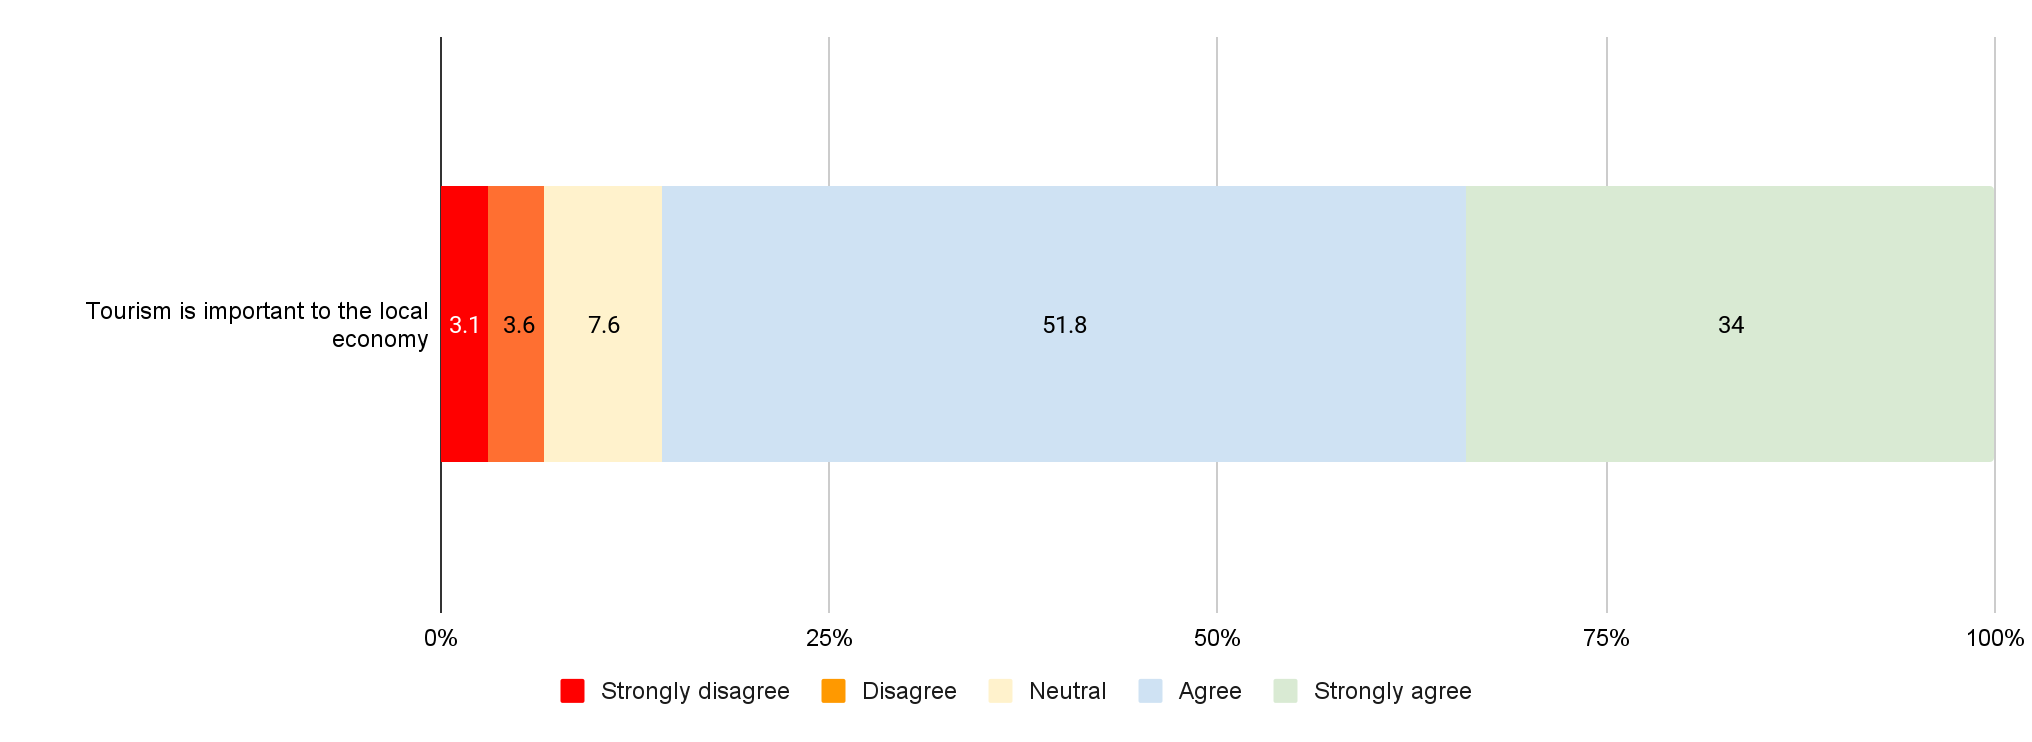 Tourism is important to the local
economy
3.1 3.6 7.6 51.8 34
0% 25% 50% 75% 100%
Strongly disagree Disagree Neutral Agree Strongly agree